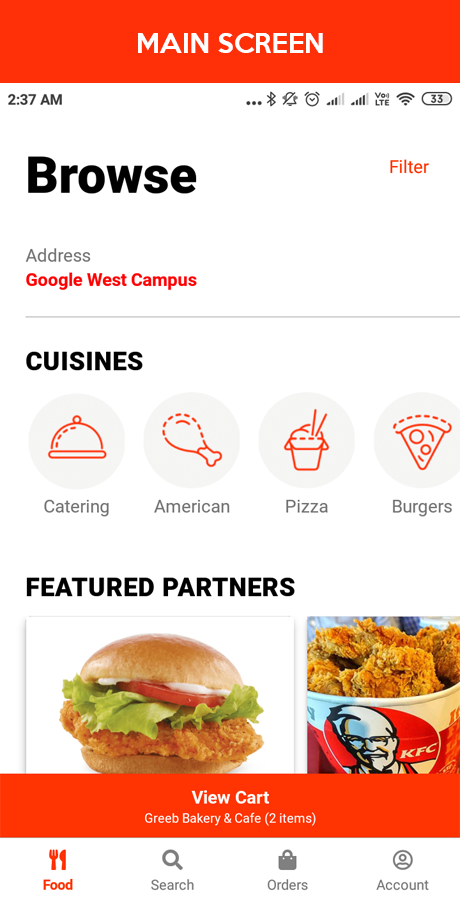 MAIN SCREEN
2:37 AM
Vo))
LTE
33
Browse
Filter
Address
Google West Campus
CUISINES
Catering American Pizza Burgers
FEATURED PARTNERS
KFC
View Cart
Greeb Bakery & Cafe (2 items)
Food Search Orders Account